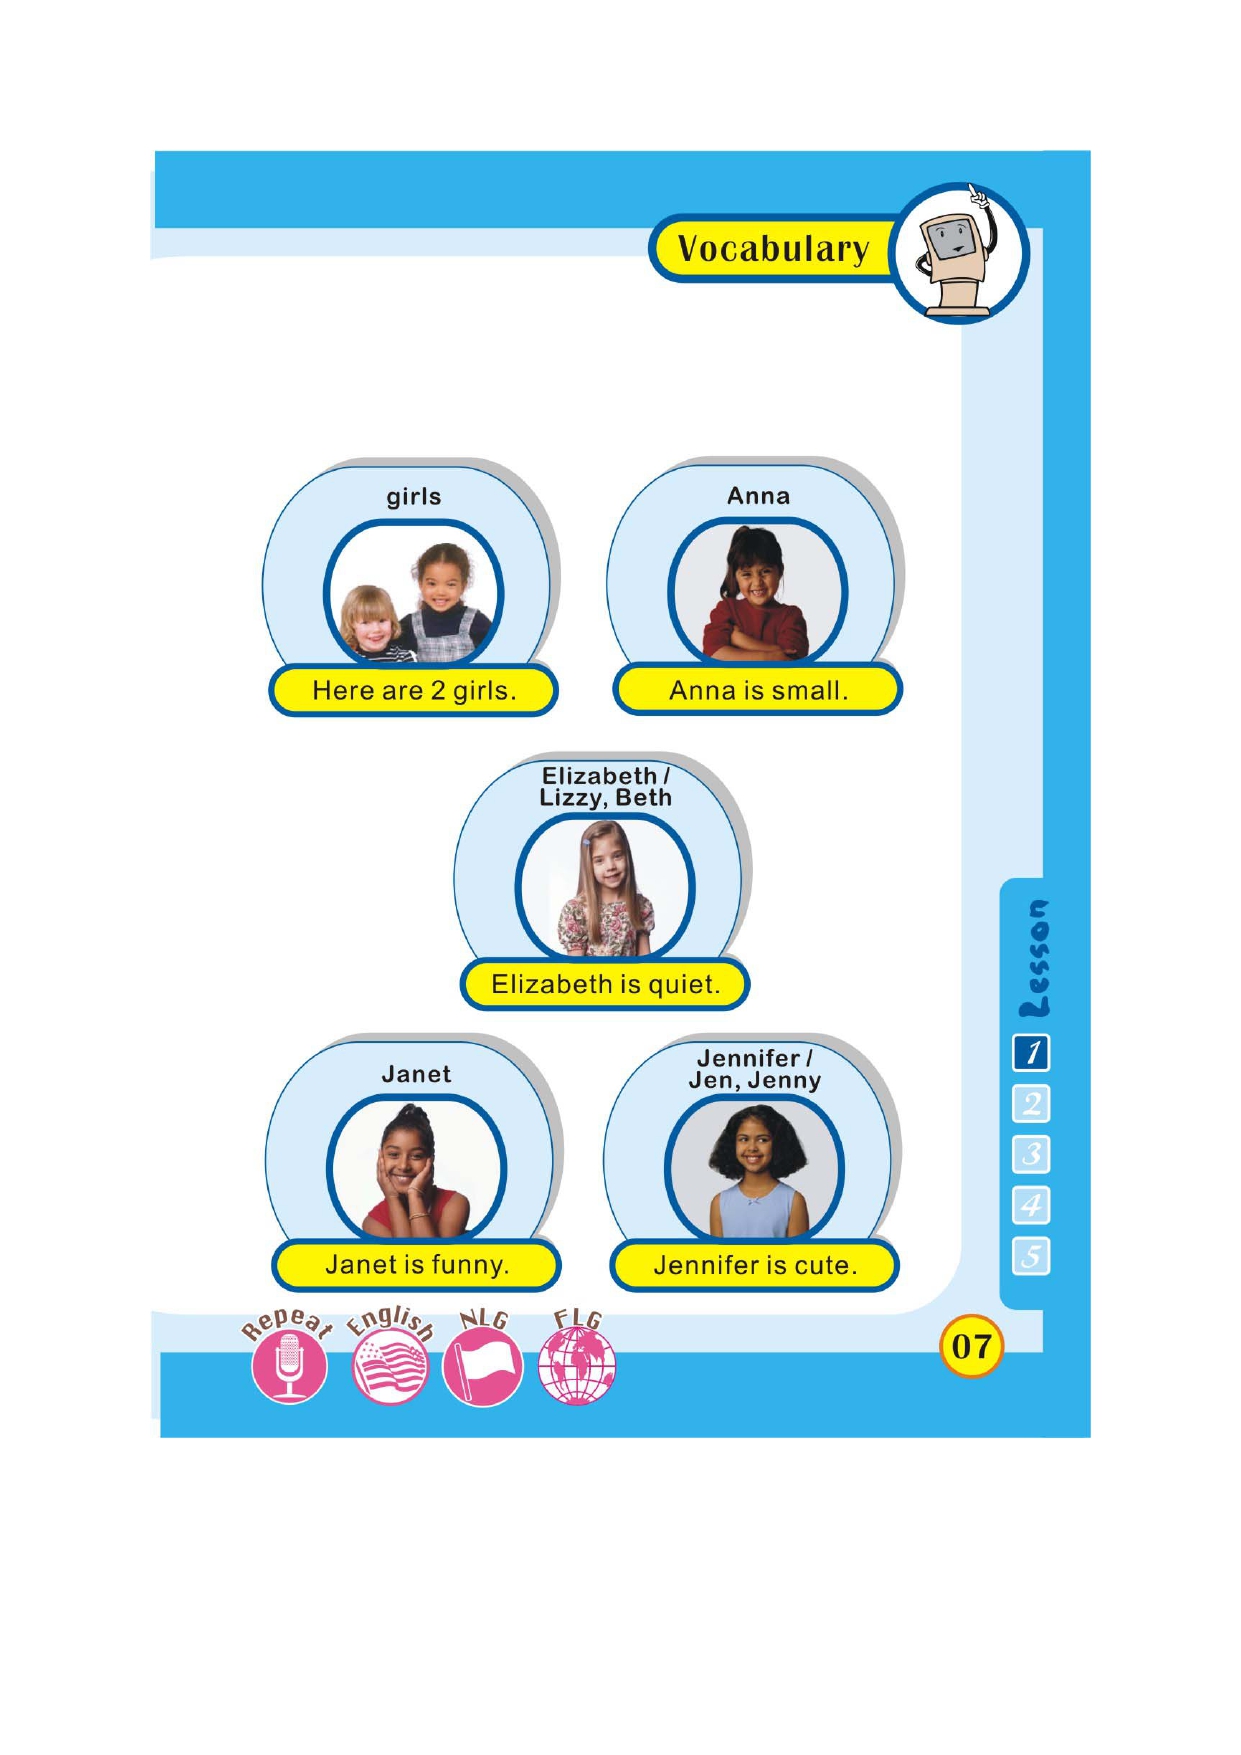 Vocabulary
girls
Here are 2 girls.
Anna
Anna is small.
Elizabeth /
Lizzy, Beth
Elizabeth is quiet.
Janet
Janet is funny.
Jennifer /
Jen, Jenny
Jennifer is cute.
Lesson
1
2
3
4
5
Repeat
English
NLG
FLG
07